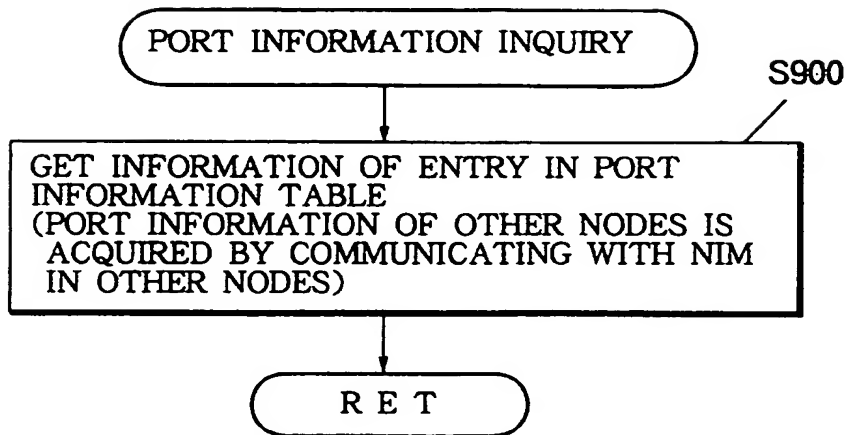 PORT INFORMATION INQUIRY
S900
GET INFORMATION OF ENTRY IN PORT
INFORMATION TABLE
(PORT INFORMATION OF OTHER NODES IS
ACQUIRED BY COMMUNICATING WITH NIM
IN OTHER NODES)
R E T